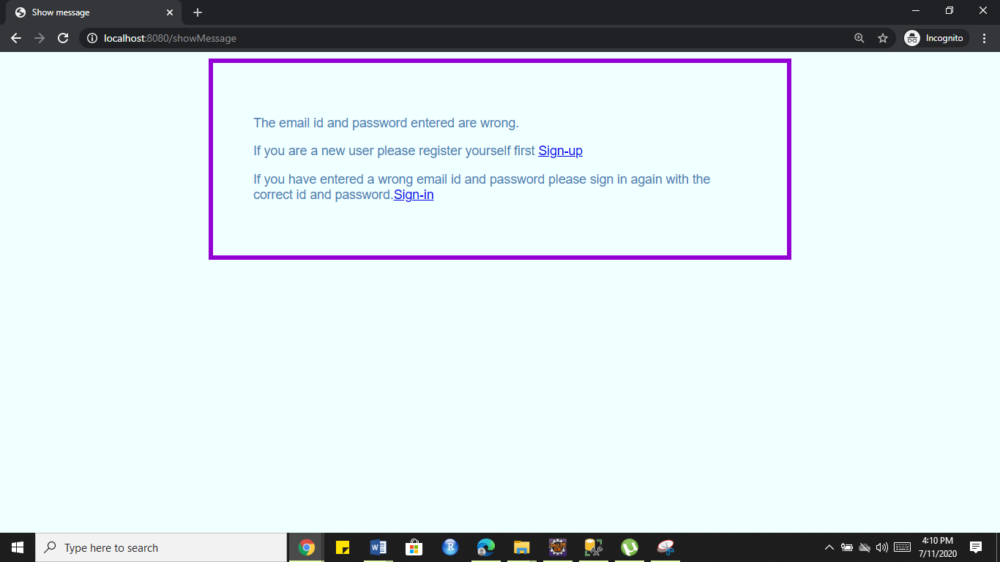 Show message
localhost:8080/showMessage
Incognito
The email id and password entered are wrong.
If you are a new user please register yourself first Sign-up
If you have entered a wrong email id and password please sign in again with the
correct id and password.Sign-in
Type here to search
W
R
EE
IDE
4:10 PM
7/11/2020